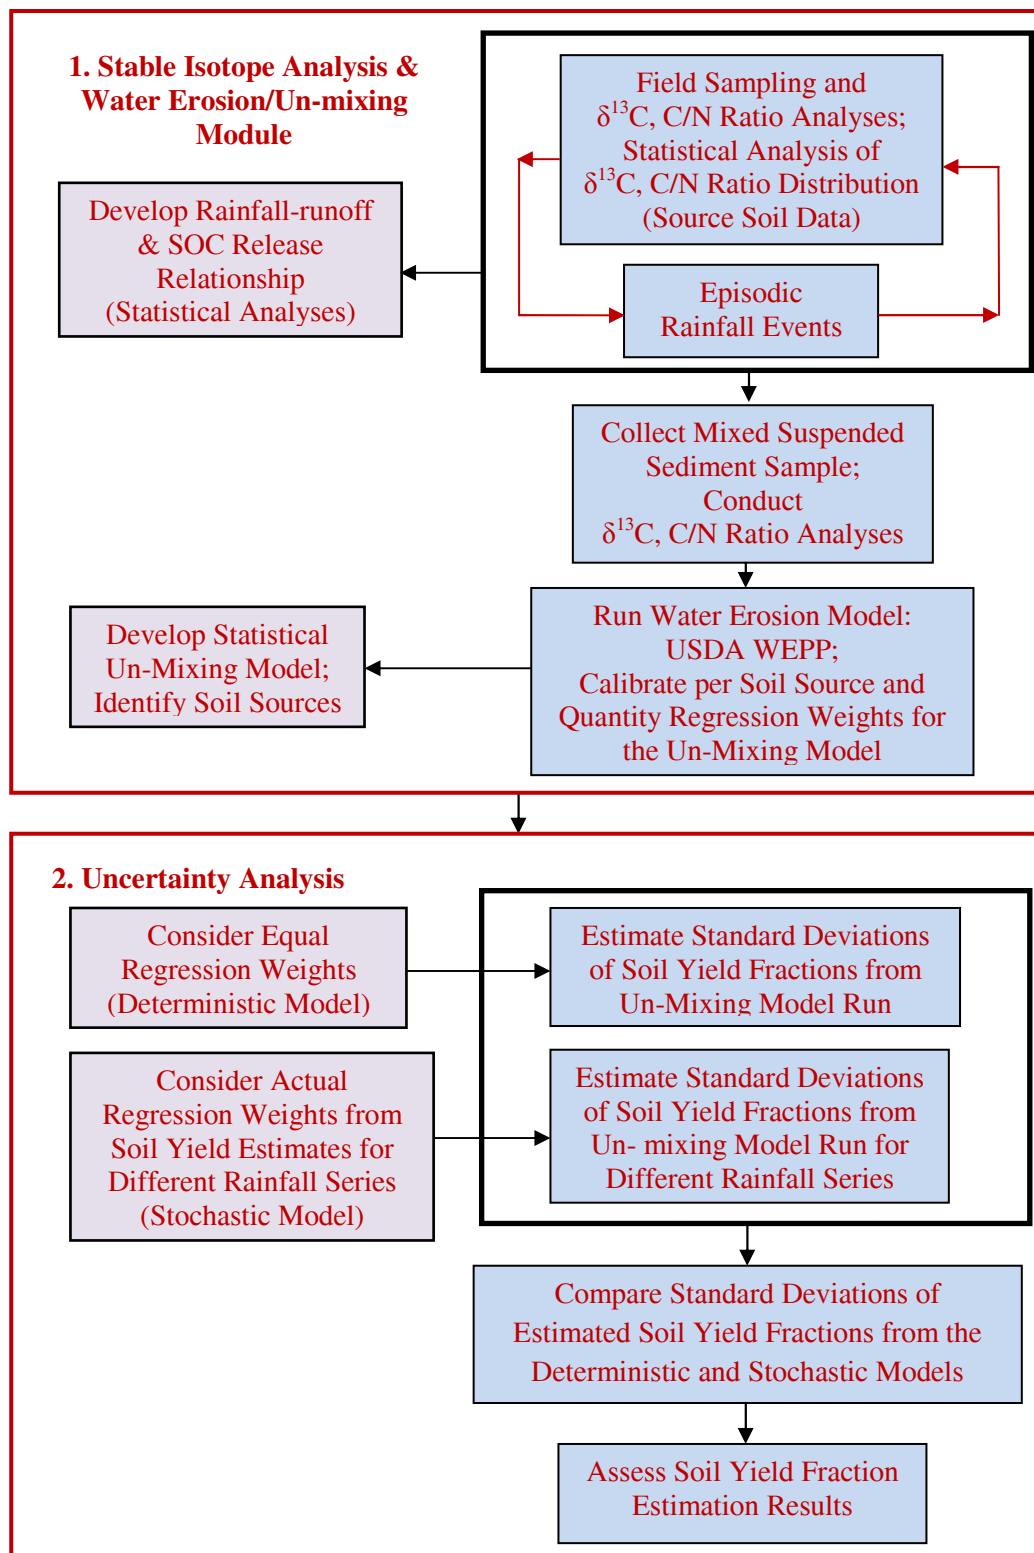 1. Stable Isotope Analysis &
Water Erosion/Un-mixing
Module
Field Sampling and
δ¹³C, C/N Ratio Analyses;
Statistical Analysis of
δ¹³C, C/N Ratio Distribution
(Source Soil Data)
Develop Rainfall-runoff
& SOC Release
Relationship
(Statistical Analyses)
Episodic
Rainfall Events
Collect Mixed Suspended
Sediment Sample;
Conduct
δ¹³C, C/N Ratio Analyses
Develop Statistical
Un-Mixing Model;
Identify Soil Sources
Run Water Erosion Model:
USDA WEPP;
Calibrate per Soil Source and
Quantity Regression Weights for
the Un-Mixing Model
2. Uncertainty Analysis
Consider Equal
Regression Weights
(Deterministic Model)
Estimate Standard Deviations
of Soil Yield Fractions from
Un-Mixing Model Run
Consider Actual
Regression Weights from
Soil Yield Estimates for
Different Rainfall Series
(Stochastic Model)
Estimate Standard Deviations
of Soil Yield Fractions from
Un- mixing Model Run for
Different Rainfall Series
Compare Standard Deviations of
Estimated Soil Yield Fractions from the
Deterministic and Stochastic Models
Assess Soil Yield Fraction
Estimation Results